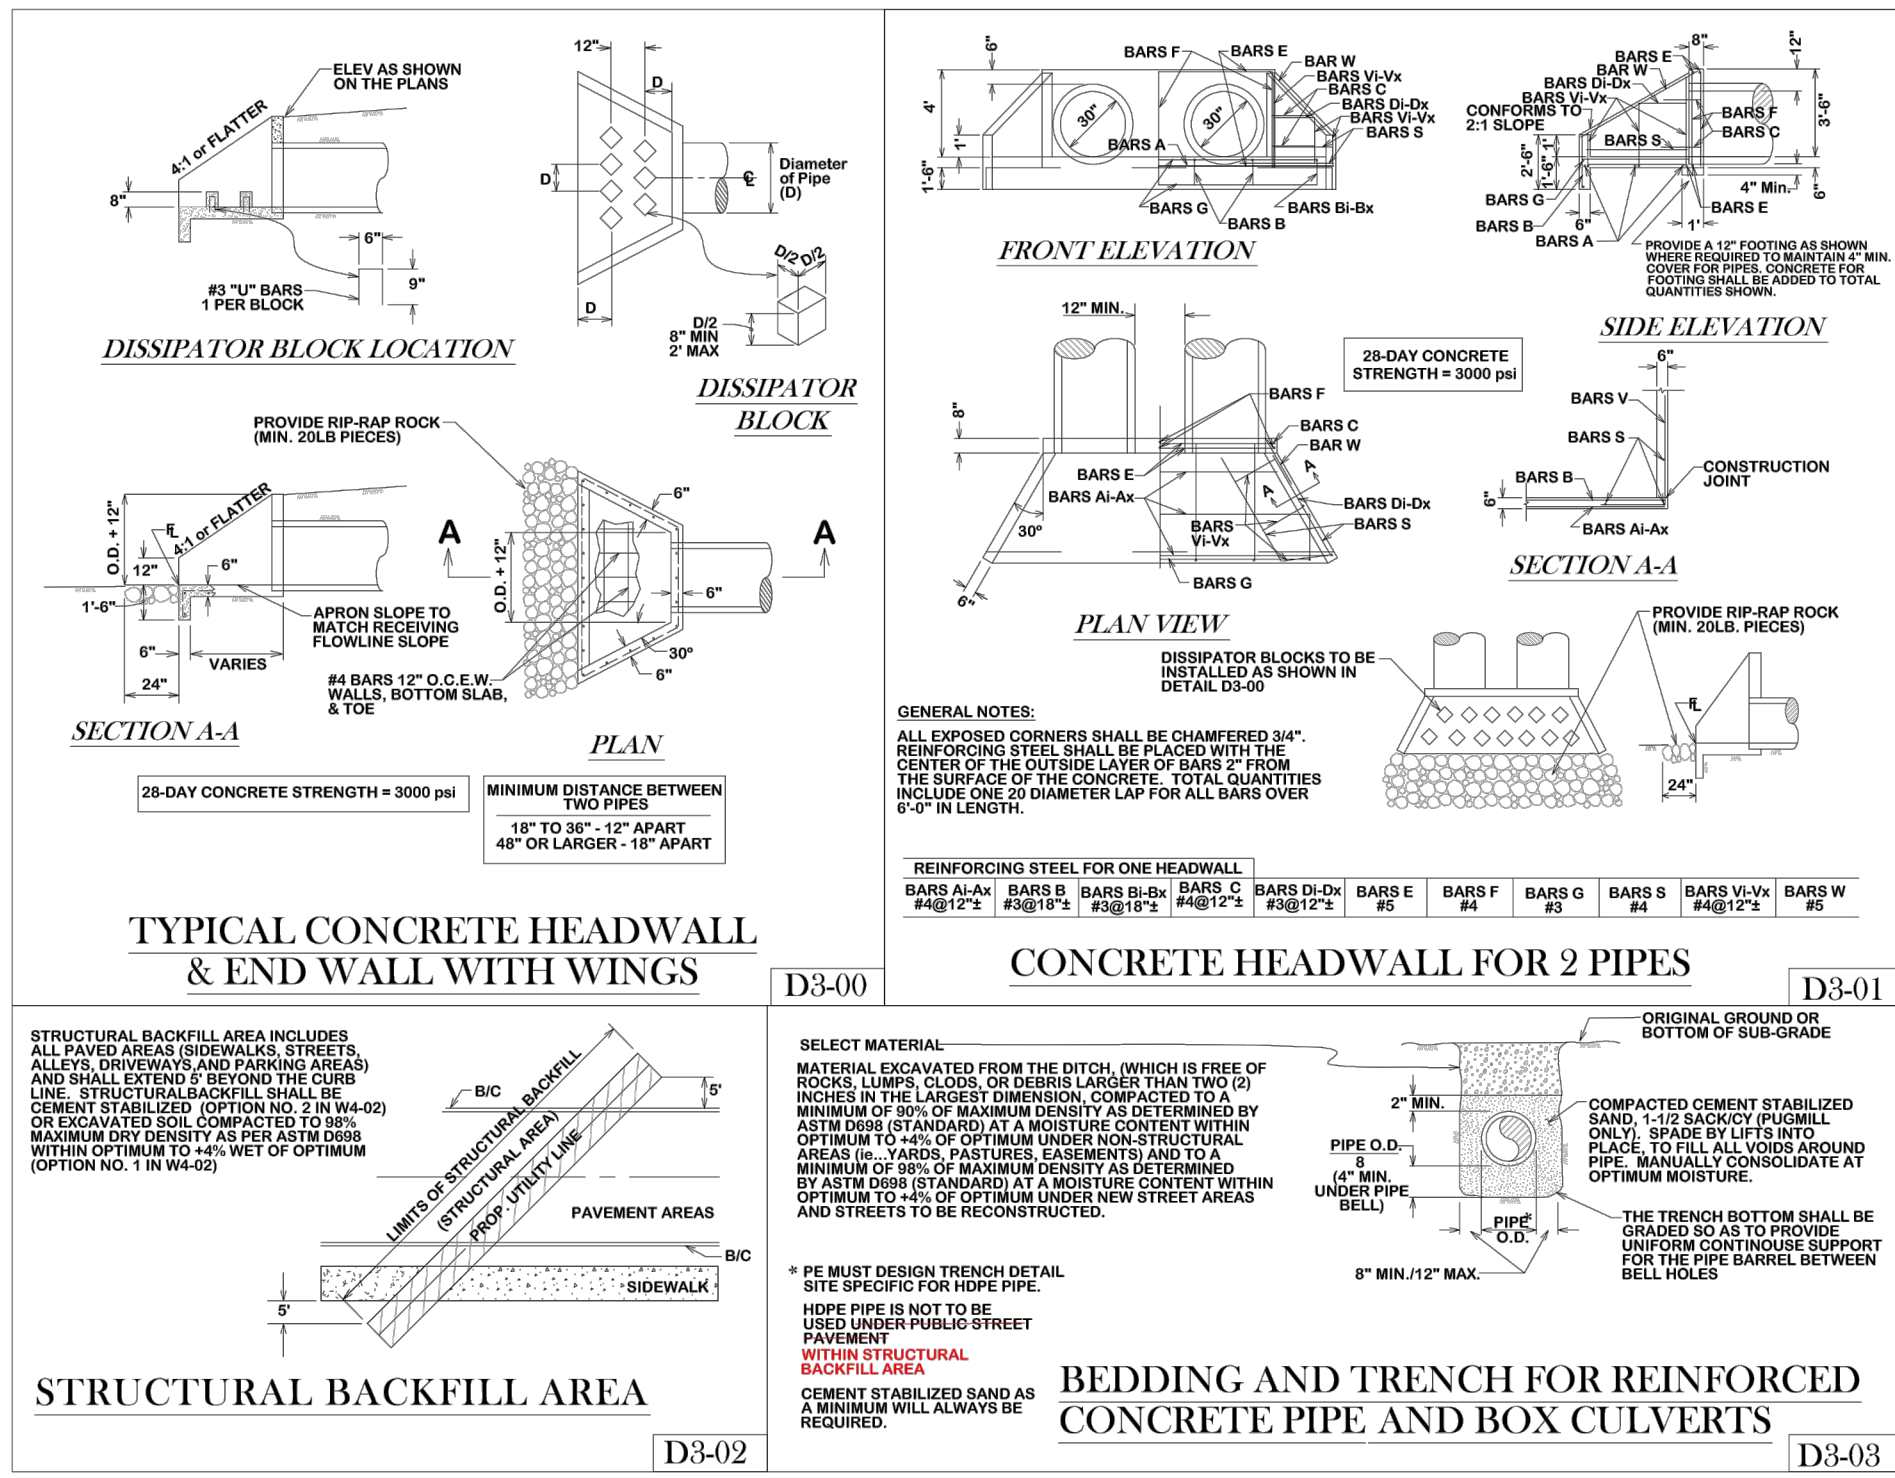 ELEV AS SHOWN
ON THE PLANS
4:1 or FLATTER
8"
6"
9"
#3 "U" BARS
1 PER BLOCK
DISSIPATOR BLOCK LOCATION
12"
D
D
D
Diameter
of Pipe
(D)
℄
D/2
D/2
D/2
8" MIN
2' MAX
DISSIPATOR
BLOCK
PROVIDE RIP-RAP ROCK
(MIN. 20LB PIECES)
O.D. + 12"
FL
4:1 or FLATTER
12"
6"
1'-6"
APRON SLOPE TO
MATCH RECEIVING
FLOWLINE SLOPE
6"
VARIES
24"
SECTION A-A
A
A
6"
O.D. + 12"
6"
30º
6"
#4 BARS 12" O.C.E.W.
WALLS, BOTTOM SLAB,
& TOE
PLAN
28-DAY CONCRETE STRENGTH = 3000 psi
MINIMUM DISTANCE BETWEEN
TWO PIPES
18" TO 36" - 12" APART
48" OR LARGER - 18" APART
TYPICAL CONCRETE HEADWALL
& END WALL WITH WINGS
D3-00
6"
4'
1'
1'-6"
30"
30"
BARS F
BARS E
BAR W
BARS Vi-Vx
BARS C
BARS Di-Dx
BARS Vi-Vx
BARS S
BARS A
BARS G
BARS B
BARS Bi-Bx
FRONT ELEVATION
8"
12"
BARS E
BAR W
BARS Di-Dx
BARS Vi-Vx
CONFORMS TO
2:1 SLOPE
BARS F
BARS C
BARS S
3'-6"
2'-6"
1'
1'-6"
4" Min.
6"
BARS G
BARS B
6"
BARS A
BARS E
1'
PROVIDE A 12" FOOTING AS SHOWN
WHERE REQUIRED TO MAINTAIN 4" MIN.
COVER FOR PIPES. CONCRETE FOR
FOOTING SHALL BE ADDED TO TOTAL
QUANTITIES SHOWN.
SIDE ELEVATION
12" MIN.
28-DAY CONCRETE
STRENGTH = 3000 psi
8"
BARS F
BARS C
BAR W
BARS E
BARS Ai-Ax
A
A
BARS Di-Dx
BARS
Vi-Vx
BARS S
30º
BARS G
6"
PLAN VIEW
6"
BARS V
BARS S
BARS B
6"
CONSTRUCTION
JOINT
BARS Ai-Ax
SECTION A-A
PROVIDE RIP-RAP ROCK
(MIN. 20LB. PIECES)
DISSIPATOR BLOCKS TO BE
INSTALLED AS SHOWN IN
DETAIL D3-00
FL
24"
GENERAL NOTES:
ALL EXPOSED CORNERS SHALL BE CHAMFERED 3/4".
REINFORCING STEEL SHALL BE PLACED WITH THE
CENTER OF THE OUTSIDE LAYER OF BARS 2" FROM
THE SURFACE OF THE CONCRETE. TOTAL QUANTITIES
INCLUDE ONE 20 DIAMETER LAP FOR ALL BARS OVER
6'-0" IN LENGTH.
REINFORCING STEEL FOR ONE HEADWALL
BARS Ai-Ax BARS B BARS Bi-Bx BARS C BARS Di-Dx BARS E BARS F BARS G BARS S BARS Vi-Vx BARS W
#4@12"± #3@18"± #3@18"± #4@12"± #3@12"± #5 #4 #3 #4 #4@12"± #5
CONCRETE HEADWALL FOR 2 PIPES
D3-01
STRUCTURAL BACKFILL AREA INCLUDES
ALL PAVED AREAS (SIDEWALKS, STREETS,
ALLEYS, DRIVEWAYS,AND PARKING AREAS)
AND SHALL EXTEND 5' BEYOND THE CURB
LINE. STRUCTURALBACKFILL SHALL BE
CEMENT STABILIZED (OPTION NO. 2 IN W4-02)
OR EXCAVATED SOIL COMPACTED TO 98%
MAXIMUM DRY DENSITY AS PER ASTM D698
WITHIN OPTIMUM TO +4% WET OF OPTIMUM
(OPTION NO. 1 IN W4-02)
B/C
5'
LIMITS OF STRUCTURAL BACKFILL
(STRUCTURAL AREA)
PROP. UTILITY LINE
PAVEMENT AREAS
B/C
SIDEWALK
5'
STRUCTURAL BACKFILL AREA
D3-02
SELECT MATERIAL
MATERIAL EXCAVATED FROM THE DITCH, (WHICH IS FREE OF
ROCKS, LUMPS, CLODS, OR DEBRIS LARGER THAN TWO (2)
INCHES IN THE LARGEST DIMENSION, COMPACTED TO A
MINIMUM OF 90% OF MAXIMUM DENSITY AS DETERMINED BY
ASTM D698 (STANDARD) AT A MOISTURE CONTENT WITHIN
OPTIMUM TO +4% OF OPTIMUM UNDER NON-STRUCTURAL
AREAS (ie...YARDS, PASTURES, EASEMENTS) AND TO A
MINIMUM OF 98% OF MAXIMUM DENSITY AS DETERMINED
BY ASTM D698 (STANDARD) AT A MOISTURE CONTENT WITHIN
OPTIMUM TO +4% OF OPTIMUM UNDER NEW STREET AREAS
AND STREETS TO BE RECONSTRUCTED.
* PE MUST DESIGN TRENCH DETAIL
SITE SPECIFIC FOR HDPE PIPE.
HDPE PIPE IS NOT TO BE
USED UNDER PUBLIC STREET
PAVEMENT
WITHIN STRUCTURAL
BACKFILL AREA
CEMENT STABILIZED SAND AS
A MINIMUM WILL ALWAYS BE
REQUIRED.
ORIGINAL GROUND OR
BOTTOM OF SUB-GRADE
2" MIN.
PIPE O.D.
8
(4" MIN.
UNDER PIPE
BELL)
PIPE*
O.D.
8" MIN./12" MAX.
COMPACTED CEMENT STABILIZED
SAND, 1-1/2 SACK/CY (PUGMILL
ONLY). SPADE BY LIFTS INTO
PLACE, TO FILL ALL VOIDS AROUND
PIPE. MANUALLY CONSOLIDATE AT
OPTIMUM MOISTURE.
THE TRENCH BOTTOM SHALL BE
GRADED SO AS TO PROVIDE
UNIFORM CONTINOUSE SUPPORT
FOR THE PIPE BARREL BETWEEN
BELL HOLES
BEDDING AND TRENCH FOR REINFORCED
CONCRETE PIPE AND BOX CULVERTS
D3-03